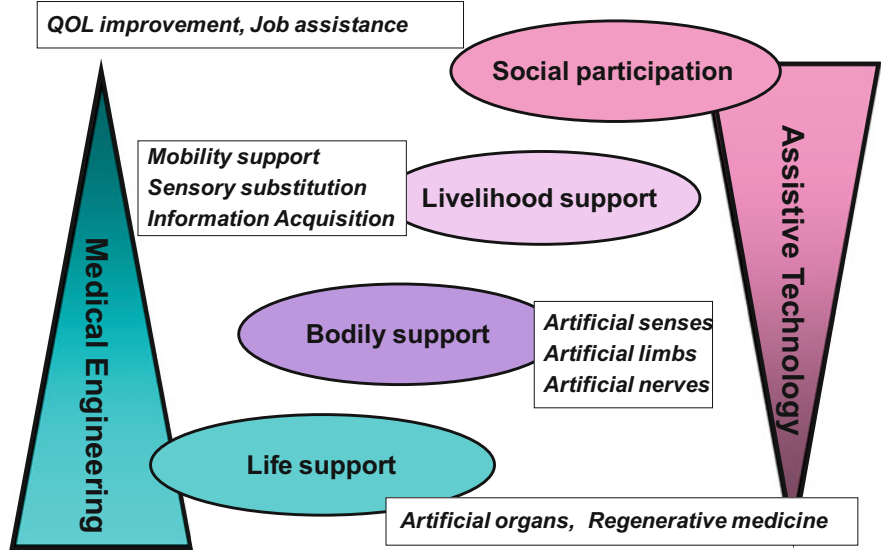 QOL improvement, Job assistance
Social participation
Mobility support
Sensory substitution
Information Acquisition
Livelihood support
Medical Engineering
Assistive Technology
Bodily support
Artificial senses
Artificial limbs
Artificial nerves
Life support
Artificial organs, Regenerative medicine